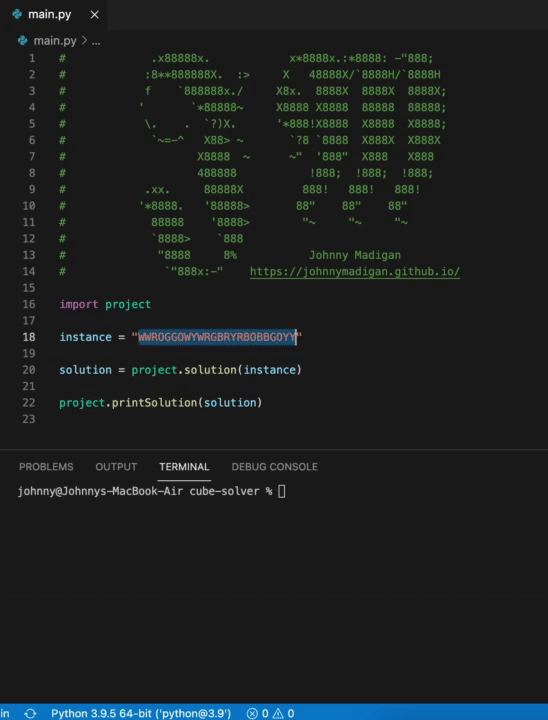 main.py ×
main.py > ...
1 # .x88888x. x*8888x.:*8888: -"888;
2 # :8**888888X. :> X 48888X/`8888H/`8888H
3 # f `888888x./ X8x. 8888X 8888X 8888X;
4 # ' `*88888~ X8888 X8888 88888 88888;
5 # \. . `?)X. '*888!X8888 X8888 X8888;
6 # `~=-^ X88> ~ `?8 `8888 X888X X888X
7 # X8888 ~ ~" '888" X888 X888
8 # 488888 !888; !888; !888;
9 # .xx. 88888X 888! 888! 888!
10 # '*8888. '88888> 88" 88" 88"
11 # 88888 '8888> "~ "~ "~
12 # `8888> `888
13 # "8888 8% Johnny Madigan
14 # `"888x:-" https://johnnymadigan.github.io/
15
16 import project
17
18 instance = "WWROGGOWYWRGBRYRBOBBGOYY"
19
20 solution = project.solution(instance)
21
22 project.printSolution(solution)
23
PROBLEMS OUTPUT TERMINAL DEBUG CONSOLE
johnny@Johnnys-MacBook-Air cube-solver %
in Python 3.9.5 64-bit ('python@3.9') 0 0